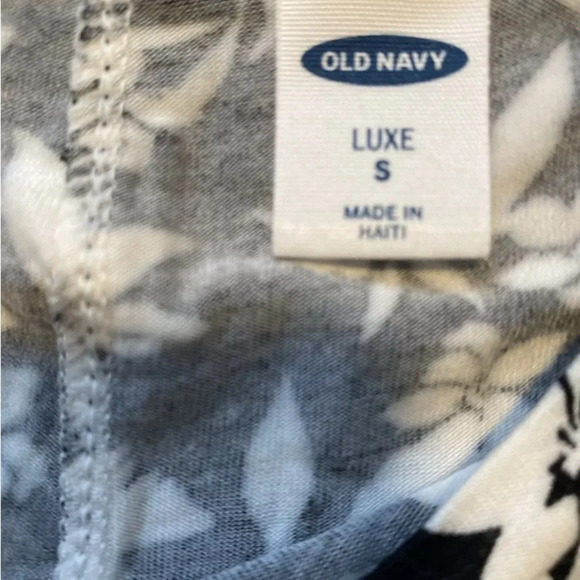 OLD NAVY
LUXE
S
MADE IN
HAITI